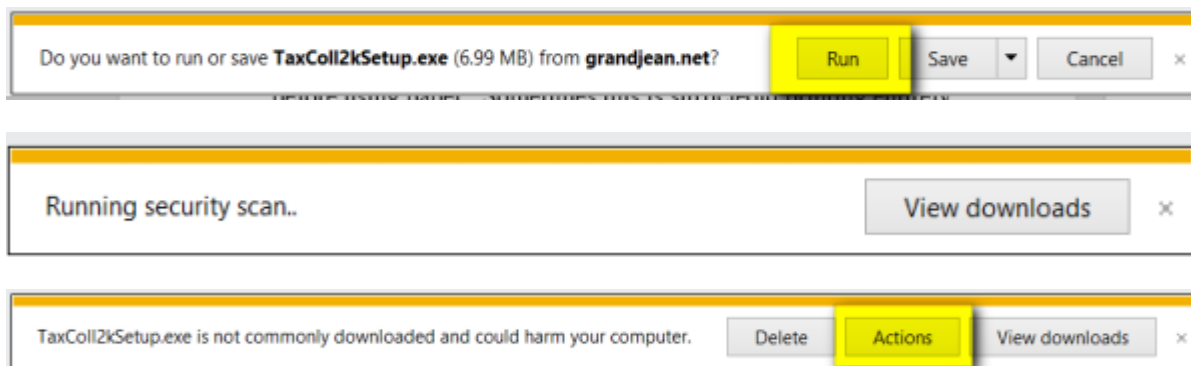 Do you want to run or save TaxColl2kSetup.exe (6.99 MB) from grandjean.net? Run Save Cancel ×
Running security scan.. View downloads ×
TaxColl2kSetup.exe is not commonly downloaded and could harm your computer. Delete Actions View downloads ×